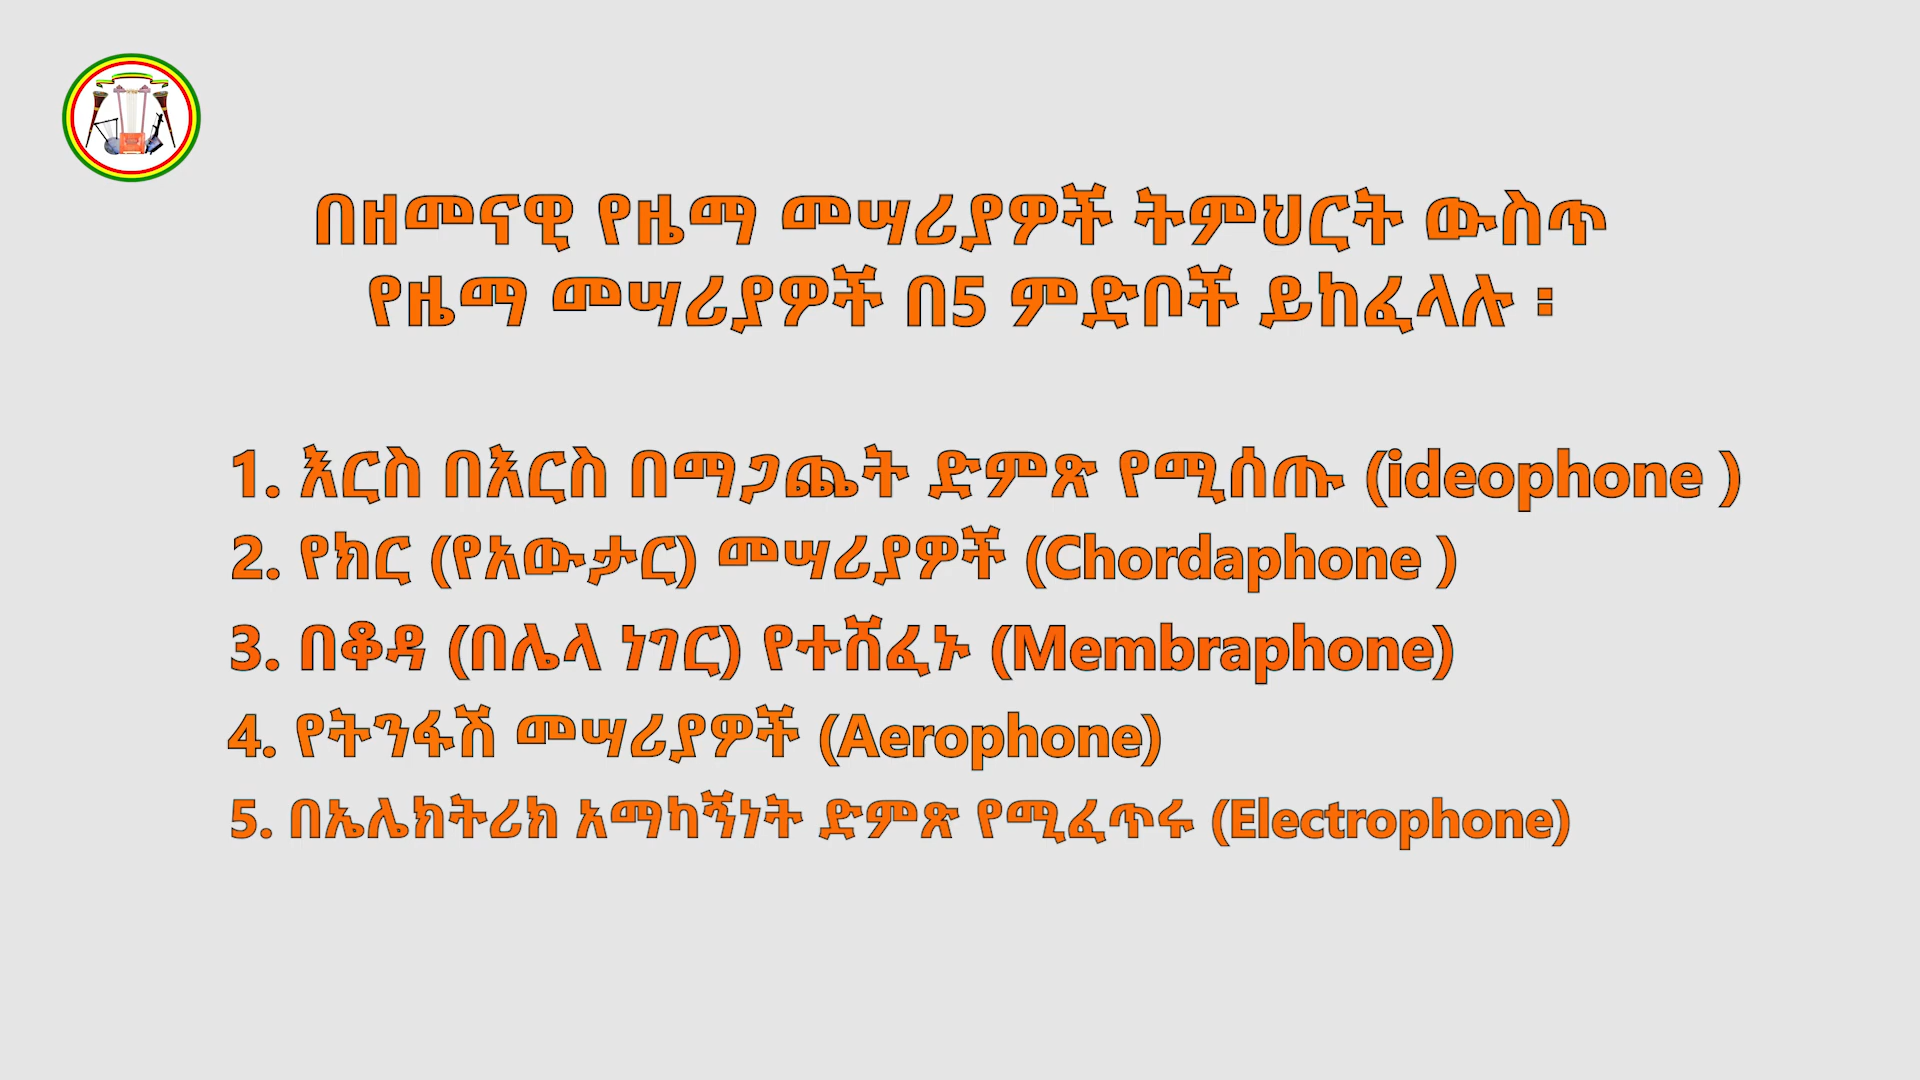 በዘመናዊ የዜማ መሣሪያዎች ትምህርት ውስጥ
የዜማ መሣሪያዎች በ5 ምድቦች ይከፈላሉ ፡
1. እርስ በእርስ በማጋጨት ድምጽ የሚሰጡ (ideophone )
2. የክር (የአውታር) መሣሪያዎች (Chordaphone )
3. በቆዳ (በሌላ ነገር) የተሸፈኑ (Membraphone)
4. የትንፋሽ መሣሪያዎች (Aerophone)
5. በኤሌክትሪክ አማካኝነት ድምጽ የሚፈጥሩ (Electrophone)